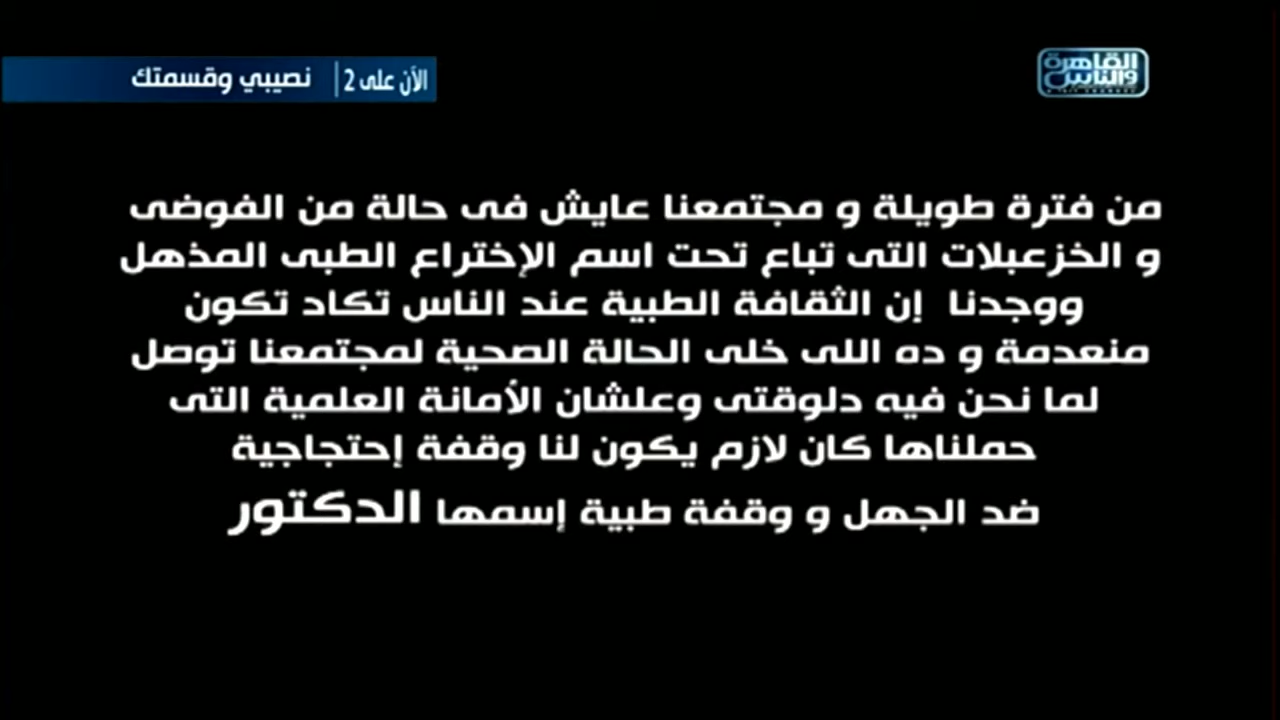 القاهرة
والناس
الآن على 2 نصيبي وقسمتك
من فترة طويلة و مجتمعنا عايش فى حالة من الفوضى
و الخزعبلات التى تباع تحت اسم الإختراع الطبى المذهل
ووجدنا إن الثقافة الطبية عند الناس تكاد تكون
منعدمة و ده اللى خلى الحالة الصحية لمجتمعنا توصل
لما نحن فيه دلوقتى وعلشان الأمانة العلمية التى
حملناها كان لازم يكون لنا وقفة إحتجاجية
ضد الجهل و وقفة طبية إسمها الدكتور